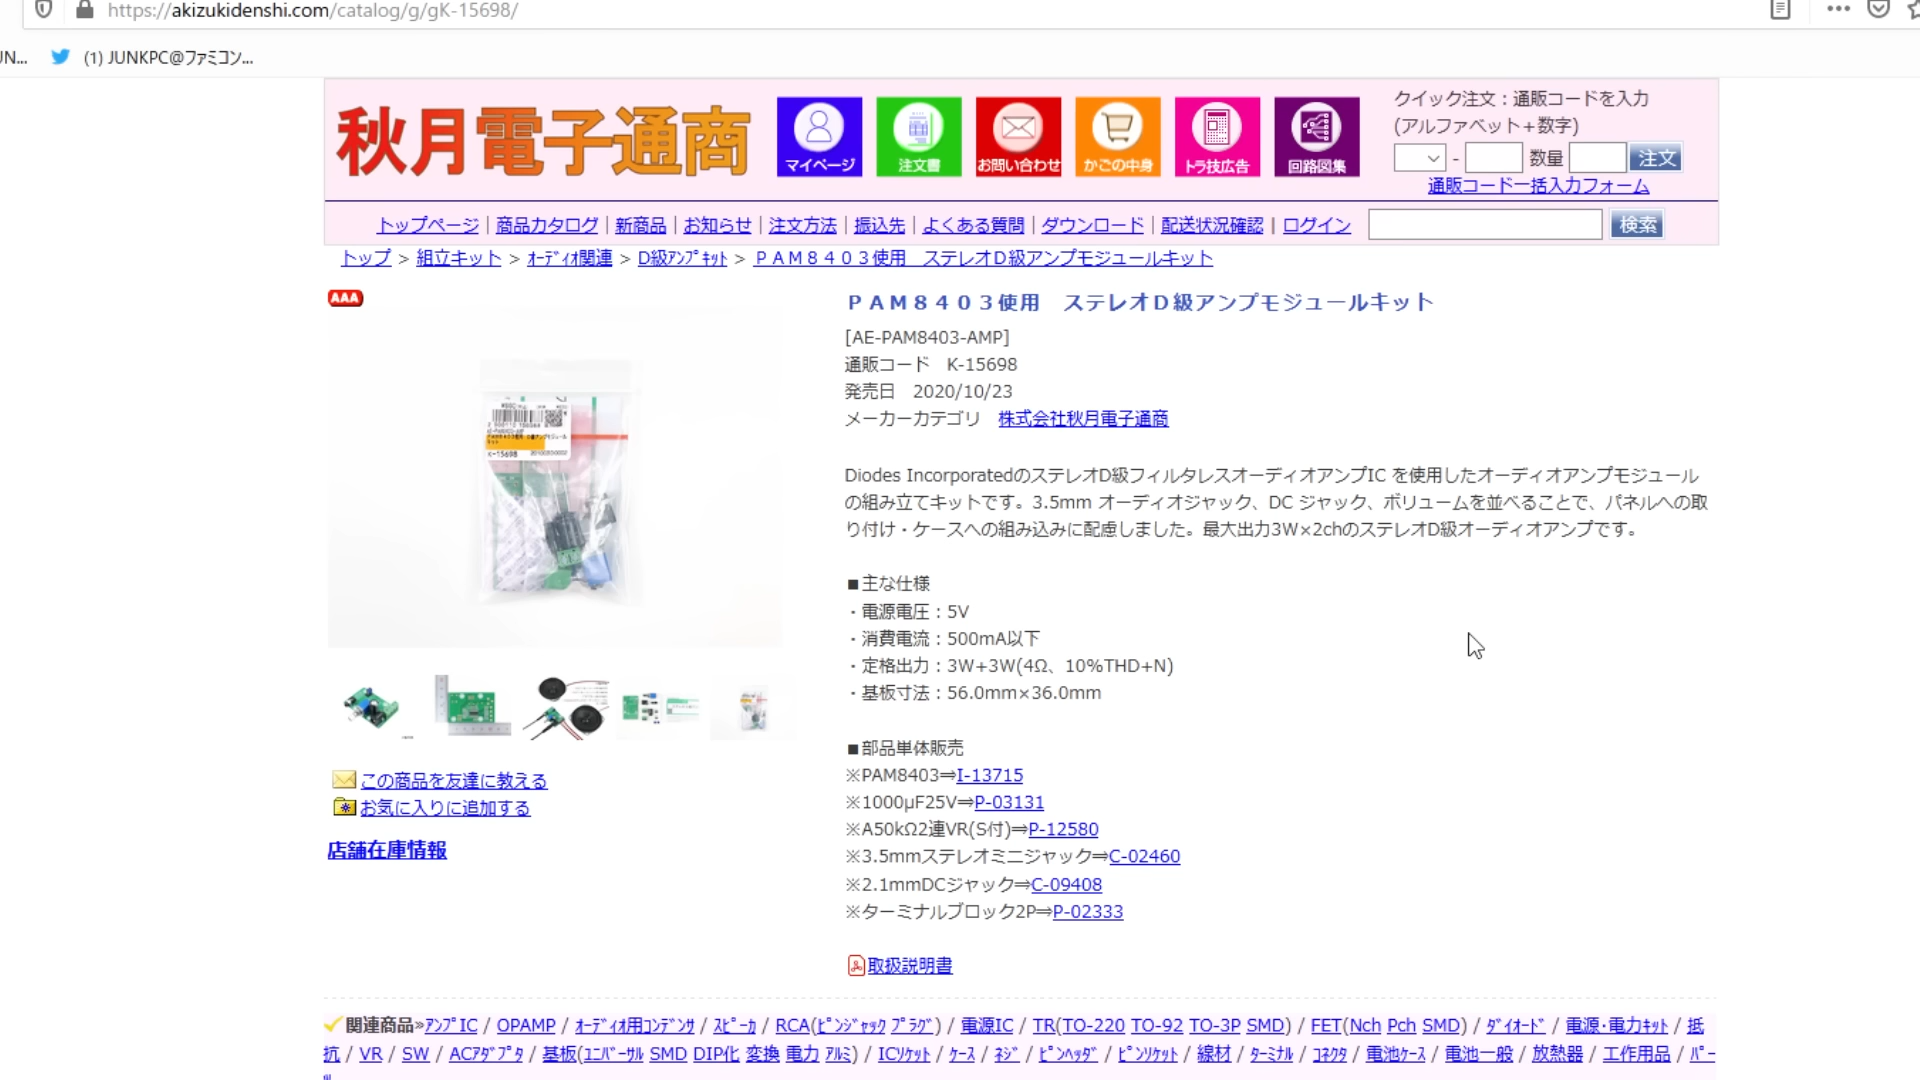 https://akizukidenshi.com/catalog/g/gK-15698/
UN...
(1) JUNKPC@ファミコン...
秋月電子通商
マイページ
注文書
お問い合わせ
かごの中身
トラ技広告
回路図集
クイック注文：通販コードを入力
(アルファベット＋数字)
- 数量 注文
通販コード一括入力フォーム
トップページ | 商品カタログ | 新商品 | お知らせ | 注文方法 | 振込先 | よくある質問 | ダウンロード | 配送状況確認 | ログイン 検索
トップ > 組立キット > ｵｰﾃﾞｨｵ関連 > D級ｱﾝﾌﾟｷｯﾄ > ＰＡＭ８４０３使用　ステレオＤ級アンプモジュールキット
AAA
ＰＡＭ８４０３使用　ステレオＤ級アンプモジュールキット
[AE-PAM8403-AMP]
通販コード　K-15698
発売日　2020/10/23
メーカーカテゴリ　株式会社秋月電子通商
Diodes IncorporatedのステレオD級フィルタレスオーディオアンプIC を使用したオーディオアンプモジュール
の組み立てキットです。3.5mm オーディオジャック、DC ジャック、ボリュームを並べることで、パネルへの取
り付け・ケースへの組み込みに配慮しました。最大出力3W×2chのステレオD級オーディオアンプです。
■主な仕様
・電源電圧：5V
・消費電流：500mA以下
・定格出力：3W+3W(4Ω、10%THD+N)
・基板寸法：56.0mm×36.0mm
■部品単体販売
※PAM8403⇒I-13715
※1000μF25V⇒P-03131
※A50kΩ2連VR(S付)⇒P-12580
※3.5mmステレオミニジャック⇒C-02460
※2.1mmDCジャック⇒C-09408
※ターミナルブロック2P⇒P-02333
取扱説明書
K-15698
この商品を友達に教える
お気に入りに追加する
店舗在庫情報
関連商品»ｱﾝﾌﾟIC / OPAMP / ｵｰﾃﾞｨｵ用ｺﾝﾃﾞﾝｻ / ｽﾋﾟｰｶ / RCA(ﾋﾟﾝｼﾞｬｯｸ ﾌﾟﾗｸﾞ) / 電源IC / TR(TO-220 TO-92 TO-3P SMD) / FET(Nch Pch SMD) / ﾀﾞｲｵｰﾄﾞ / 電源･電力ｷｯﾄ / 抵
抗 / VR / SW / ACｱﾀﾞﾌﾟﾀ / 基板(ﾕﾆﾊﾞｰｻﾙ SMD DIP化 変換 電力 ｱﾙﾐ) / ICｿｹｯﾄ / ｹｰｽ / ﾈｼﾞ / ﾋﾟﾝﾍｯﾀﾞ / ﾋﾟﾝｿｹｯﾄ / 線材 / ﾀｰﾐﾅﾙ / ｺﾈｸﾀ / 電池ｹｰｽ / 電池一般 / 放熱器 / 工作用品 / ﾊﾟｰ